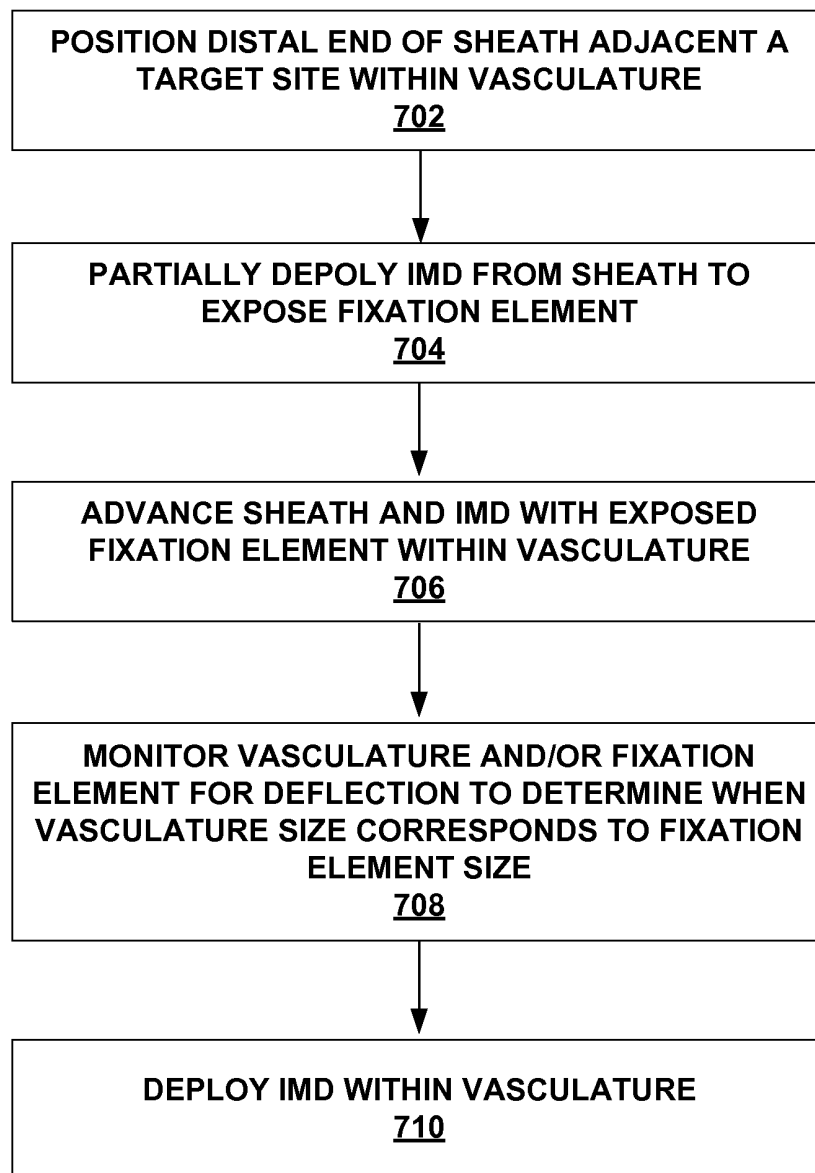 POSITION DISTAL END OF SHEATH ADJACENT A
TARGET SITE WITHIN VASCULATURE
702
PARTIALLY DEPOLY IMD FROM SHEATH TO
EXPOSE FIXATION ELEMENT
704
ADVANCE SHEATH AND IMD WITH EXPOSED
FIXATION ELEMENT WITHIN VASCULATURE
706
MONITOR VASCULATURE AND/OR FIXATION
ELEMENT FOR DEFLECTION TO DETERMINE WHEN
VASCULATURE SIZE CORRESPONDS TO FIXATION
ELEMENT SIZE
708
DEPLOY IMD WITHIN VASCULATURE
710